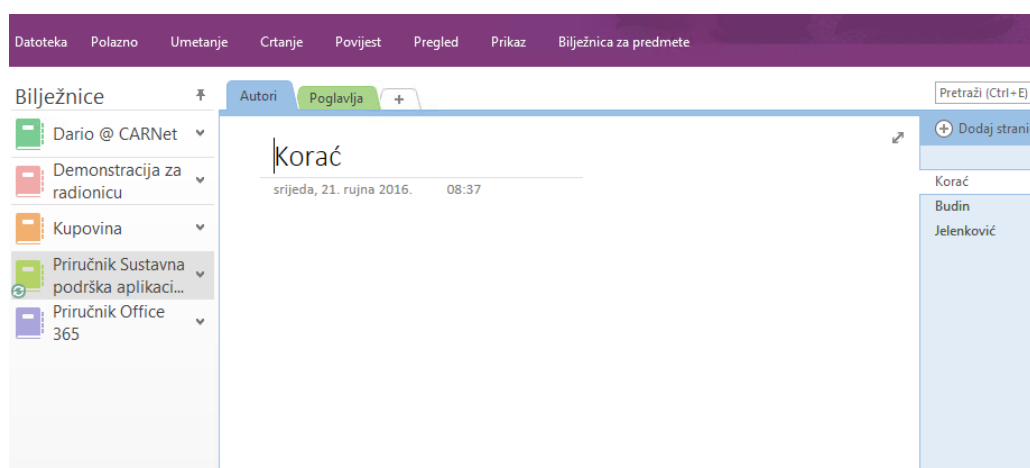 Datoteka Polazno Umetanje Crtanje Povijest Pregled Prikaz Bilježnica za predmete
Bilježnice
Dario @ CARNet
Demonstracija za
radionicu
Kupovina
Priručnik Sustavna
podrška aplikaci...
Priručnik Office
365
Autori Poglavlja +
Korać
srijeda, 21. rujna 2016. 08:37
Pretraži (Ctrl+E)
Dodaj strani
Korać
Budin
Jelenković